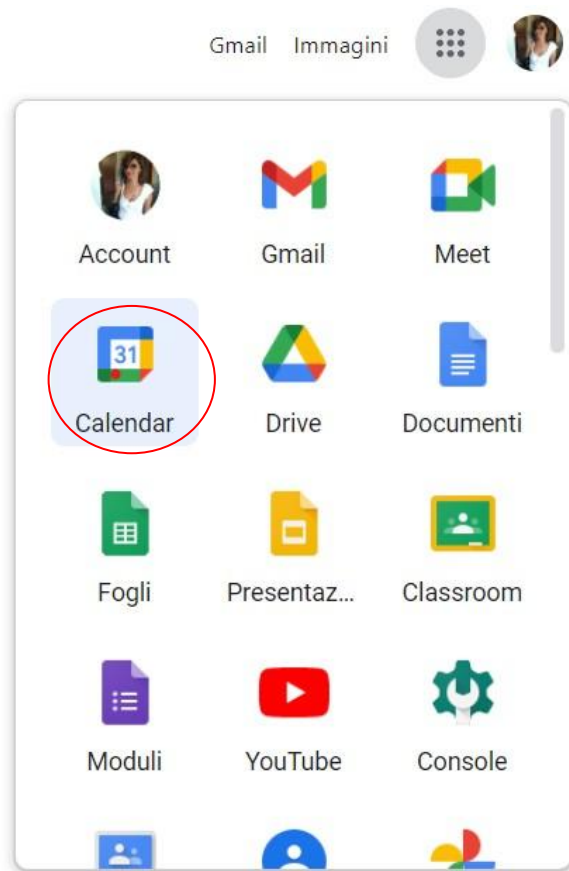 Gmail Immagini
Account Gmail Meet
31
Calendar Drive Documenti
Fogli Presentaz... Classroom
Moduli YouTube Console